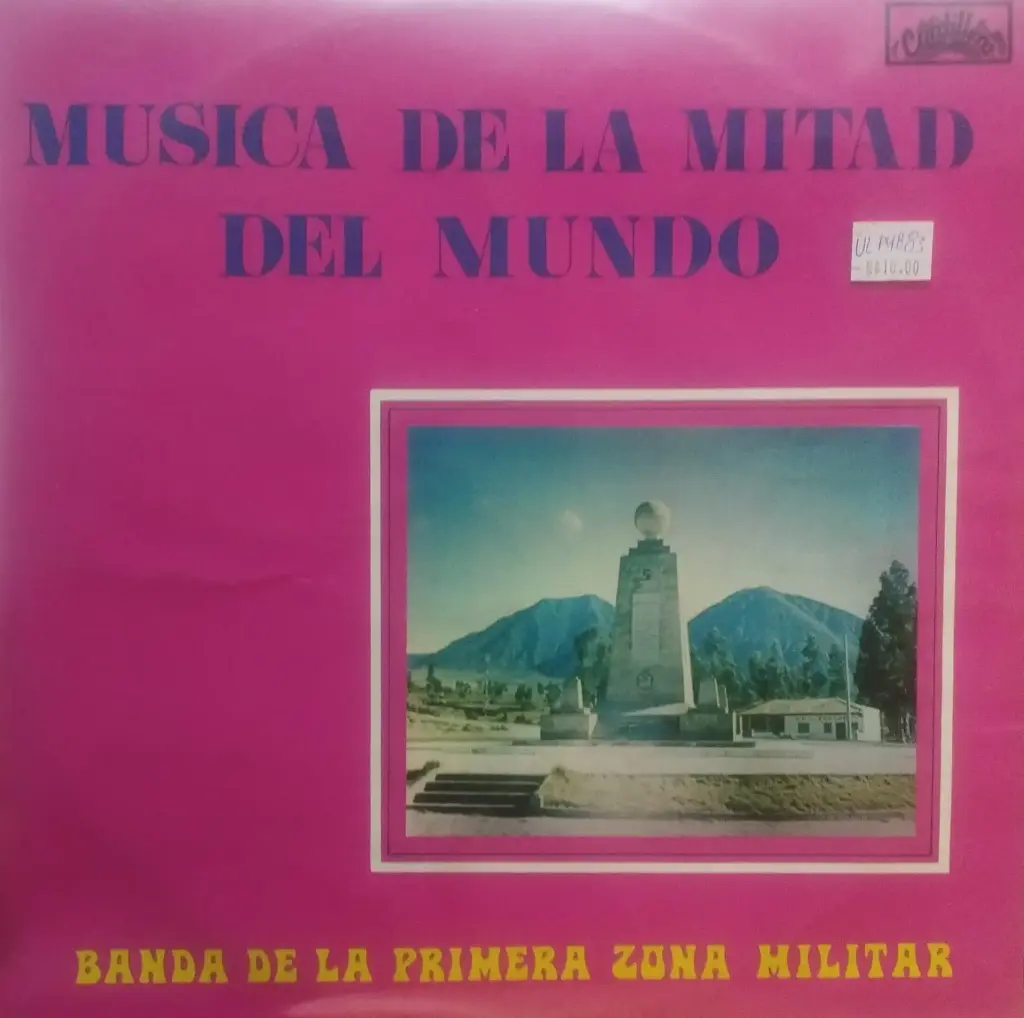 MUSICA DE LA MITAD
DEL MUNDO
BANDA DE LA PRIMERA ZONA MILITAR